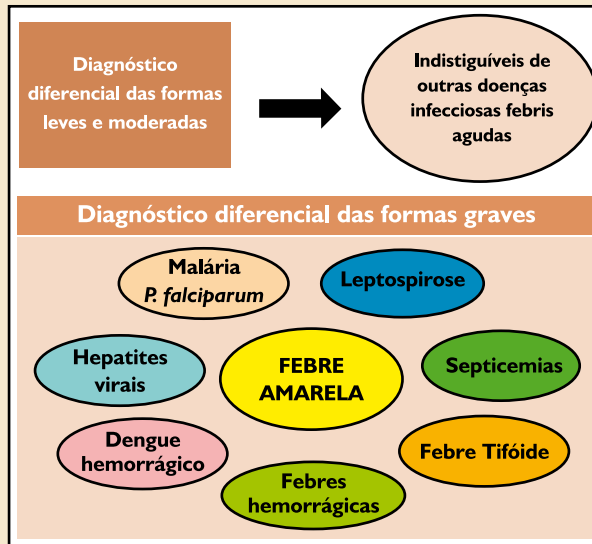 Diagnóstico
diferencial das formas
leves e moderadas
Indistiguíveis de
outras doenças
infecciosas febris
agudas
Diagnóstico diferencial das formas graves
Malária
P. falciparum
Leptospirose
Hepatites
virais
FEBRE
AMARELA
Septicemias
Dengue
hemorrágico
Febre Tifóide
Febres
hemorrágicas